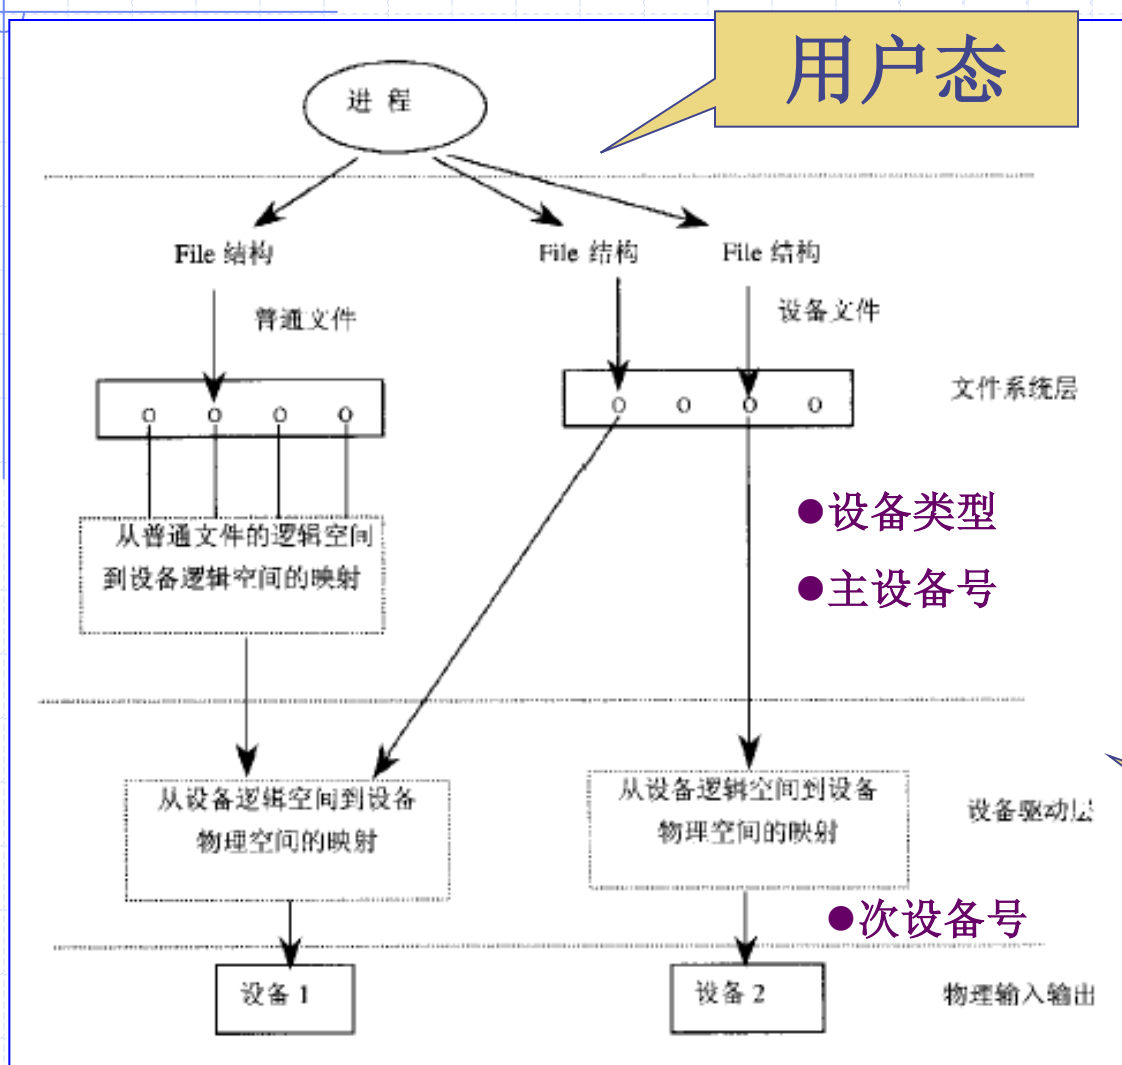 用户态
进 程
File 结构
File 结构
File 结构
普通文件
设备文件
文件系统层
O O O O
O O O O
●设备类型
从普通文件的逻辑空间
到设备逻辑空间的映射
●主设备号
从设备逻辑空间到设备
物理空间的映射
从设备逻辑空间到设备
物理空间的映射
设备驱动层
●次设备号
设备 1
设备 2
物理输入输出